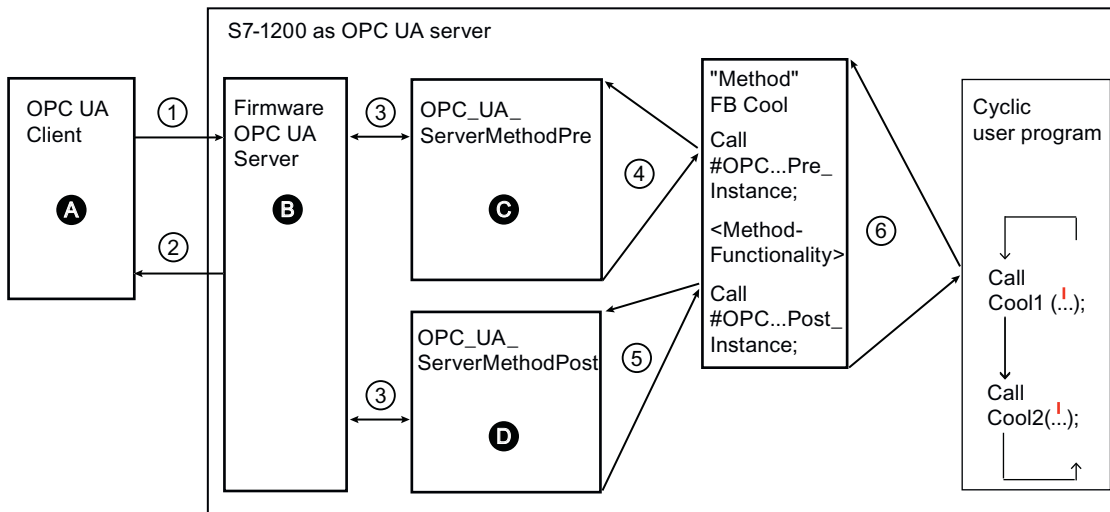 S7-1200 as OPC UA server
OPC UA
Client
A
①
②
Firmware
OPC UA
Server
B
③
③
OPC_UA_
ServerMethodPre
C
④
OPC_UA_
ServerMethodPost
D
⑤
"Method"
FB Cool
Call
#OPC...Pre_
Instance;
<Method-
Functionality>
Call
#OPC...Post_
Instance;
⑥
Cyclic
user program
Call
Cool1 (...);
Call
Cool2(...);